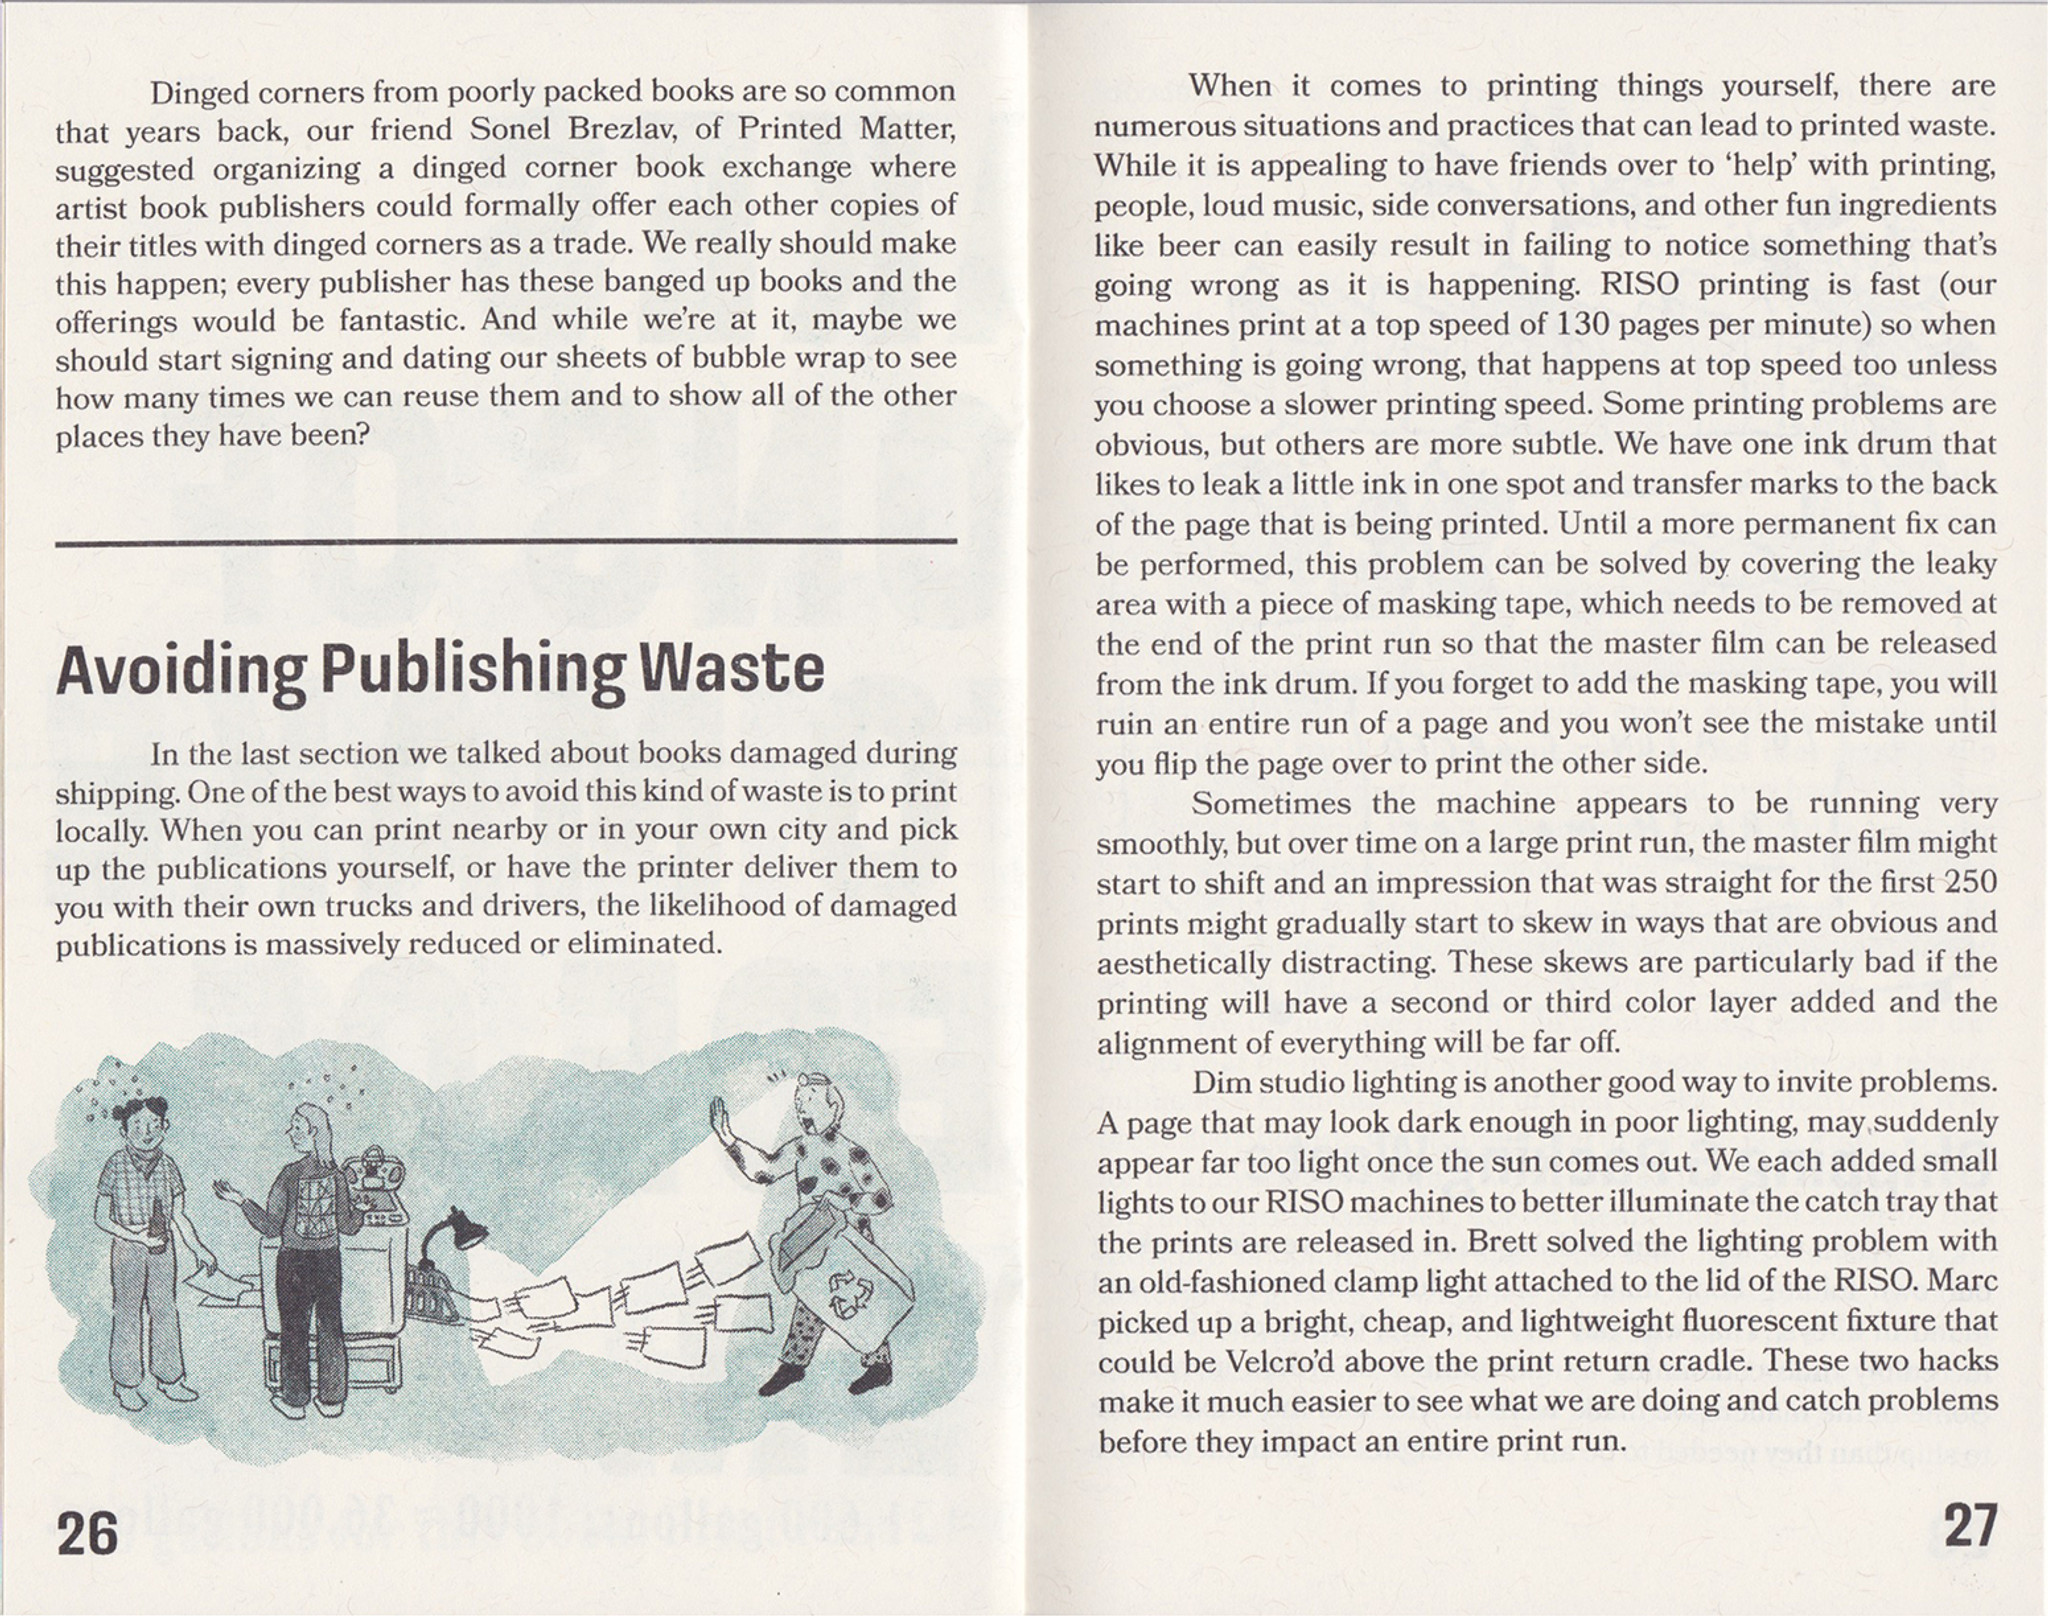 Dinged corners from poorly packed books are so common
that years back, our friend Sonel Brezlav, of Printed Matter,
suggested organizing a dinged corner book exchange where
artist book publishers could formally offer each other copies of
their titles with dinged corners as a trade. We really should make
this happen; every publisher has these banged up books and the
offerings would be fantastic. And while we're at it, maybe we
should start signing and dating our sheets of bubble wrap to see
how many times we can reuse them and to show all of the other
places they have been?
Avoiding Publishing Waste
In the last section we talked about books damaged during
shipping. One of the best ways to avoid this kind of waste is to print
locally. When you can print nearby or in your own city and pick
up the publications yourself, or have the printer deliver them to
you with their own trucks and drivers, the likelihood of damaged
publications is massively reduced or eliminated.
26
When it comes to printing things yourself, there are
numerous situations and practices that can lead to printed waste.
While it is appealing to have friends over to ‘help’ with printing,
people, loud music, side conversations, and other fun ingredients
like beer can easily result in failing to notice something that's
going wrong as it is happening. RISO printing is fast (our
machines print at a top speed of 130 pages per minute) so when
something is going wrong, that happens at top speed too unless
you choose a slower printing speed. Some printing problems are
obvious, but others are more subtle. We have one ink drum that
likes to leak a little ink in one spot and transfer marks to the back
of the page that is being printed. Until a more permanent fix can
be performed, this problem can be solved by covering the leaky
area with a piece of masking tape, which needs to be removed at
the end of the print run so that the master film can be released
from the ink drum. If you forget to add the masking tape, you will
ruin an entire run of a page and you won't see the mistake until
you flip the page over to print the other side.
Sometimes the machine appears to be running very
smoothly, but over time on a large print run, the master film might
start to shift and an impression that was straight for the first 250
prints might gradually start to skew in ways that are obvious and
aesthetically distracting. These skews are particularly bad if the
printing will have a second or third color layer added and the
alignment of everything will be far off.
Dim studio lighting is another good way to invite problems.
A page that may look dark enough in poor lighting, may suddenly
appear far too light once the sun comes out. We each added small
lights to our RISO machines to better illuminate the catch tray that
the prints are released in. Brett solved the lighting problem with
an old-fashioned clamp light attached to the lid of the RISO. Marc
picked up a bright, cheap, and lightweight fluorescent fixture that
could be Velcro'd above the print return cradle. These two hacks
make it much easier to see what we are doing and catch problems
before they impact an entire print run.
27